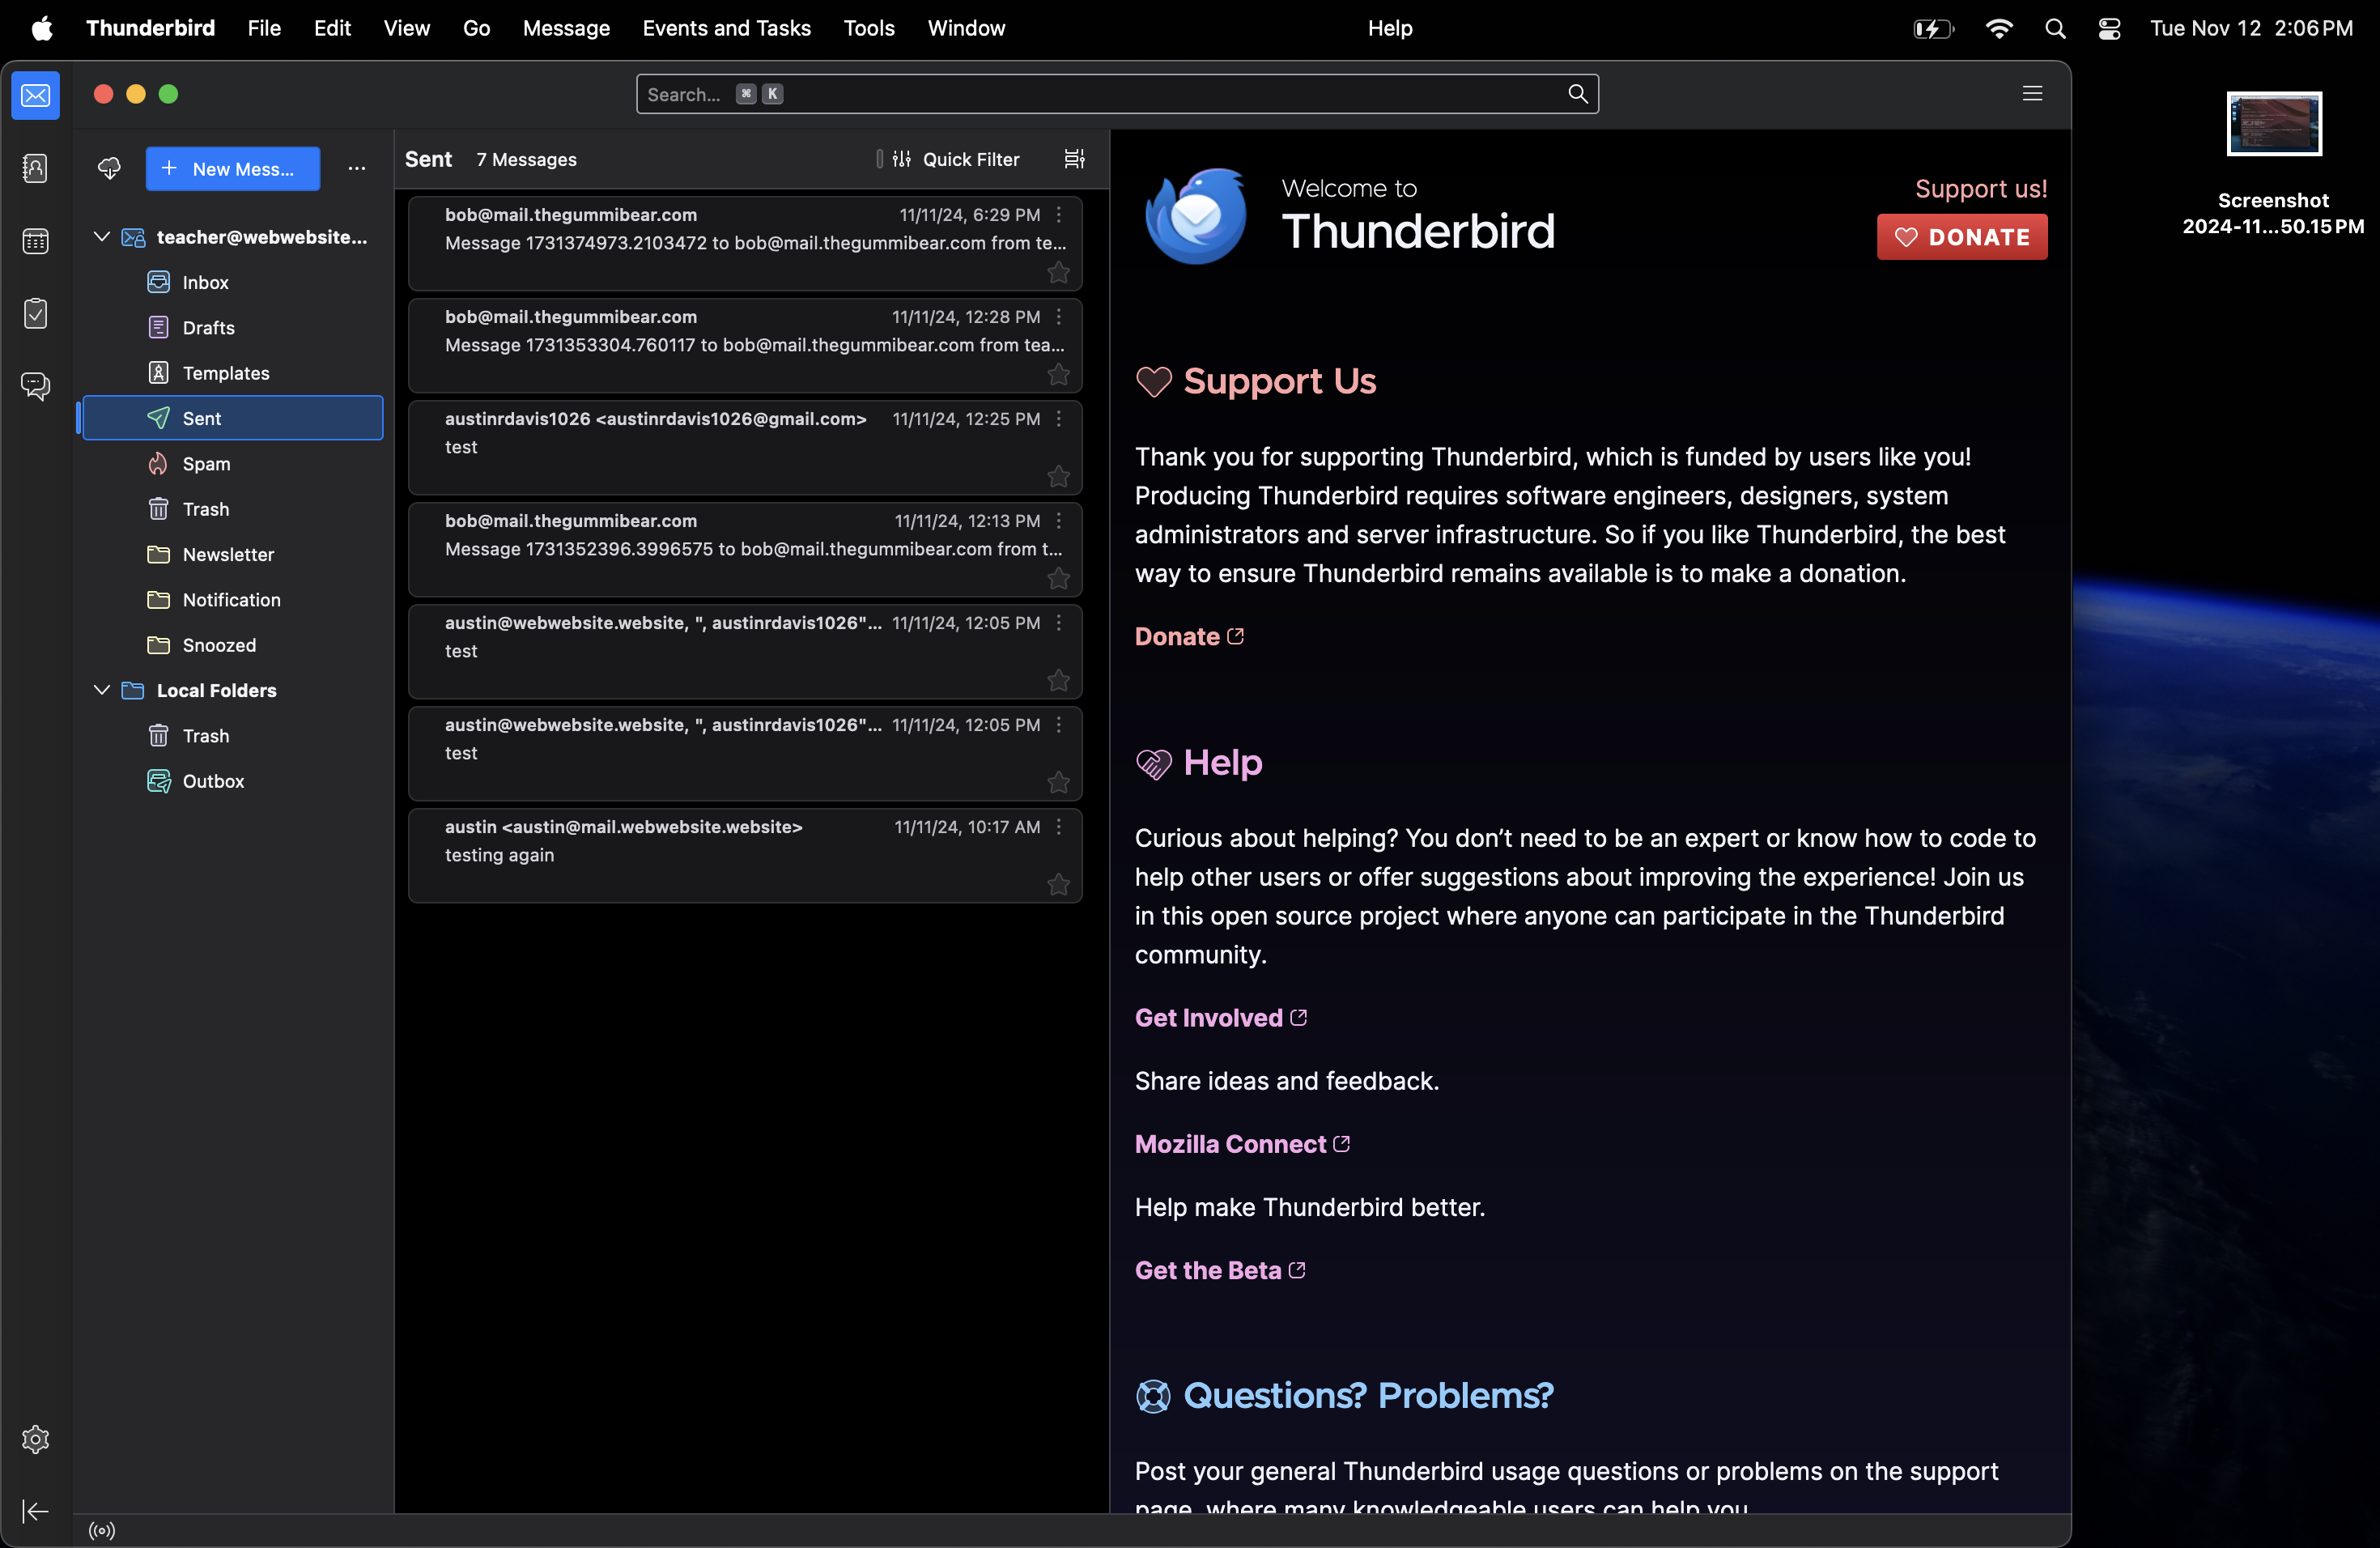 Thunderbird File Edit View Go Message Events and Tasks Tools Window Help Tue Nov 12 2:06 PM
Search... ⌘ K
New Mess...
teacher@webwebsite...
Inbox
Drafts
Templates
Sent
Spam
Trash
Newsletter
Notification
Snoozed
Local Folders
Trash
Outbox
Sent 7 Messages Quick Filter
bob@mail.thegummibear.com 11/11/24, 6:29 PM
Message 1731374973.2103472 to bob@mail.thegummibear.com from te...
bob@mail.thegummibear.com 11/11/24, 12:28 PM
Message 1731353304.760117 to bob@mail.thegummibear.com from tea...
austinrdavis1026 <austinrdavis1026@gmail.com> 11/11/24, 12:25 PM
test
bob@mail.thegummibear.com 11/11/24, 12:13 PM
Message 1731352396.3996575 to bob@mail.thegummibear.com from t...
austin@webwebsite.website, ", austinrdavis1026"... 11/11/24, 12:05 PM
test
austin@webwebsite.website, ", austinrdavis1026"... 11/11/24, 12:05 PM
test
austin <austin@mail.webwebsite.website> 11/11/24, 10:17 AM
testing again
Welcome to
Thunderbird
Support us!
DONATE
Support Us
Thank you for supporting Thunderbird, which is funded by users like you!
Producing Thunderbird requires software engineers, designers, system
administrators and server infrastructure. So if you like Thunderbird, the best
way to ensure Thunderbird remains available is to make a donation.
Donate
Help
Curious about helping? You don’t need to be an expert or know how to code to
help other users or offer suggestions about improving the experience! Join us
in this open source project where anyone can participate in the Thunderbird
community.
Get Involved
Share ideas and feedback.
Mozilla Connect
Help make Thunderbird better.
Get the Beta
Questions? Problems?
Post your general Thunderbird usage questions or problems on the support
page, where many knowledgeable users can help you
Screenshot
2024-11...50.15 PM